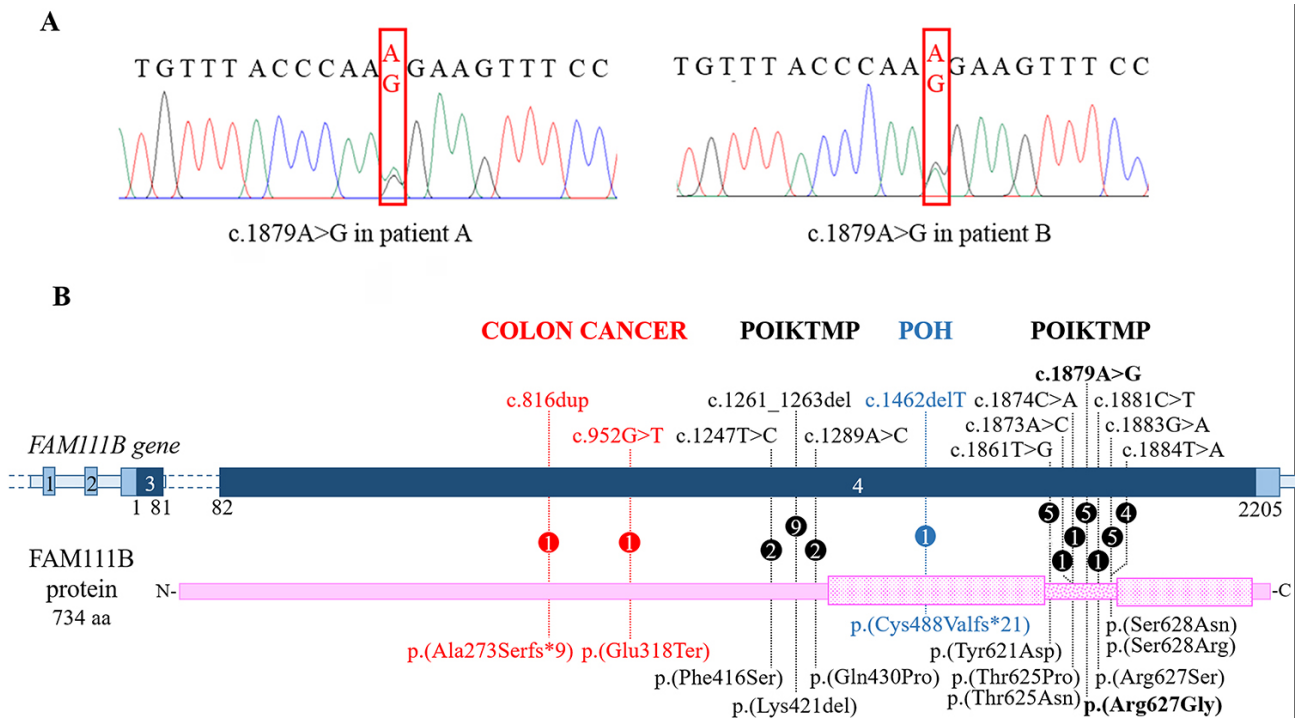 A
TGTTTACCCAA A GAAGTTTCC
G
TGTTTACCCAA A GAAGTTTCC
G
c.1879A>G in patient A
c.1879A>G in patient B
B
COLON CANCER POIKTMP POH POIKTMP
c.1879A>G
c.816dup c.1261_1263del c.1462delT c.1874C>A c.1881C>T
c.952G>T c.1247T>C c.1289A>C c.1873A>C c.1883G>A
c.1861T>G c.1884T>A
FAM111B gene
1 2 3 4
1 81 82 2205
5 5 4
9
1 1 1 1 5
2 2 1 1
FAM111B
protein
734 aa
N- -C
p.(Cys488Valfs*21) p.(Ser628Asn)
p.(Ala273Serfs*9) p.(Glu318Ter) p.(Tyr621Asp) p.(Ser628Arg)
p.(Phe416Ser) p.(Gln430Pro) p.(Thr625Pro) p.(Arg627Ser)
p.(Lys421del) p.(Thr625Asn) p.(Arg627Gly)